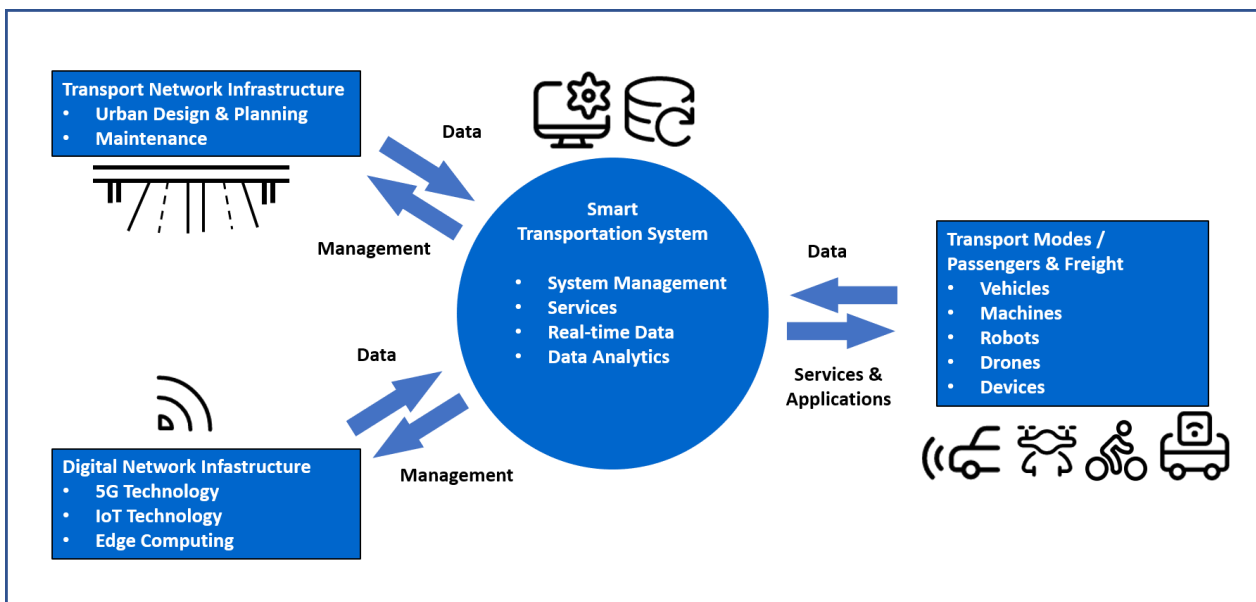 Transport Network Infrastructure
• Urban Design & Planning
• Maintenance
Data
Management
Smart
Transportation System
• System Management
• Services
• Real-time Data
• Data Analytics
Data
Services &
Applications
Transport Modes /
Passengers & Freight
• Vehicles
• Machines
• Robots
• Drones
• Devices
Data
Management
Digital Network Infastructure
• 5G Technology
• IoT Technology
• Edge Computing